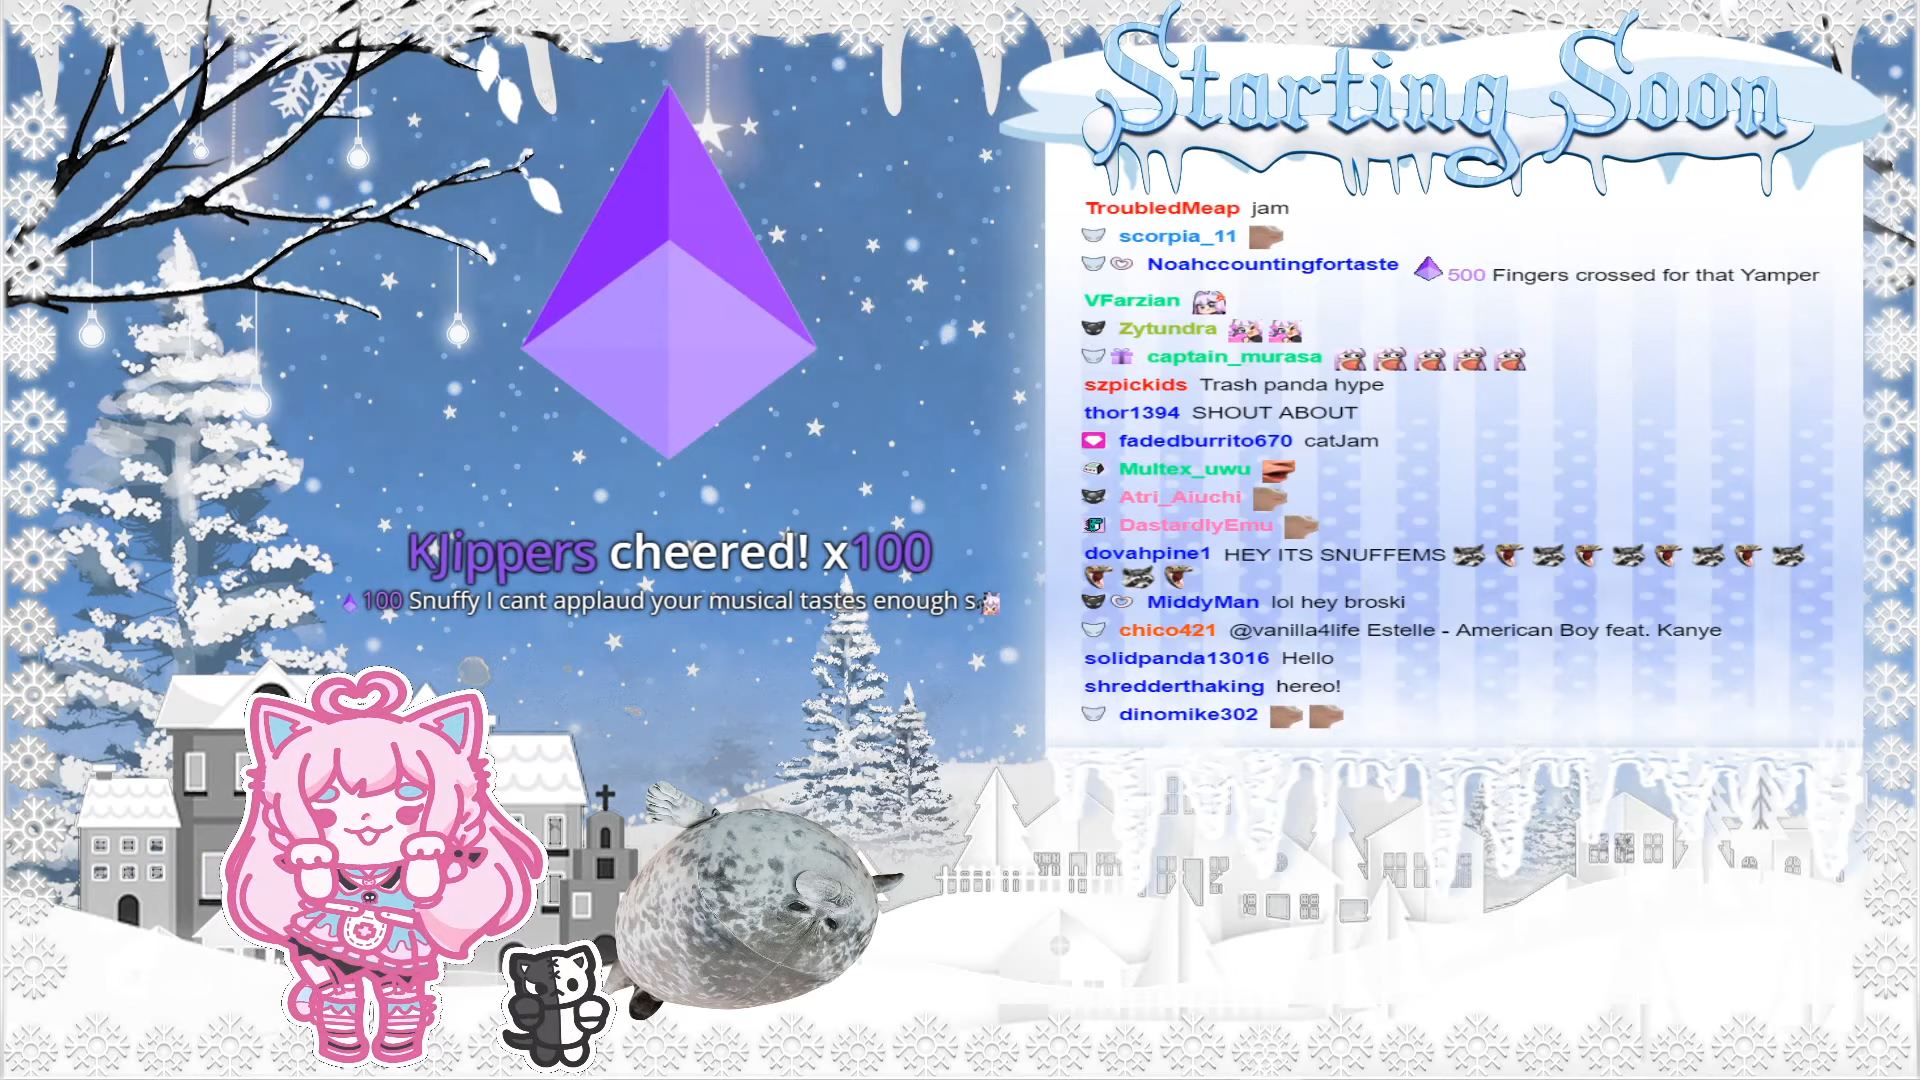 Starting Soon
TroubledMeap jam
scorpia_11
Noahccountingfortaste 500 Fingers crossed for that Yamper
VFarzian
Zytundra
captain_murasa
szpickids Trash panda hype
thor1394 SHOUT ABOUT
fadedburrito670 catJam
Multex_uwu
Atri_Aiuchi
DastardlyEmu
dovahpine1 HEY ITS SNUFFEMS
MiddyMan lol hey broski
chico421 @vanilla4life Estelle - American Boy feat. Kanye
solidpanda13016 Hello
shredderthaking hereo!
dinomike302
KJippers cheered! x100
100 Snuffy I cant applaud your musical tastes enough s